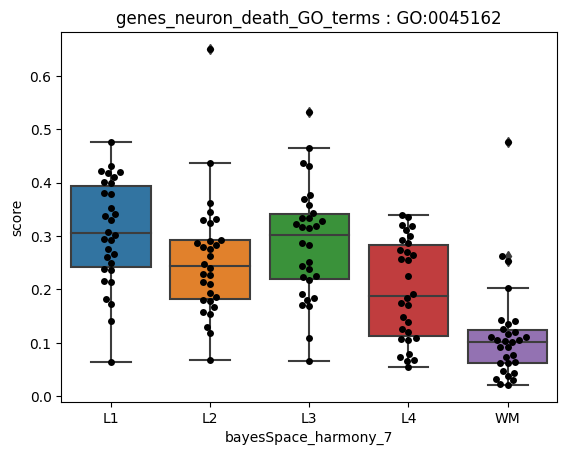 genes_neuron_death_GO_terms : GO:0045162
score
0.6
0.5
0.4
0.3
0.2
0.1
0.0
L1 L2 L3 L4 WM
bayesSpace_harmony_7